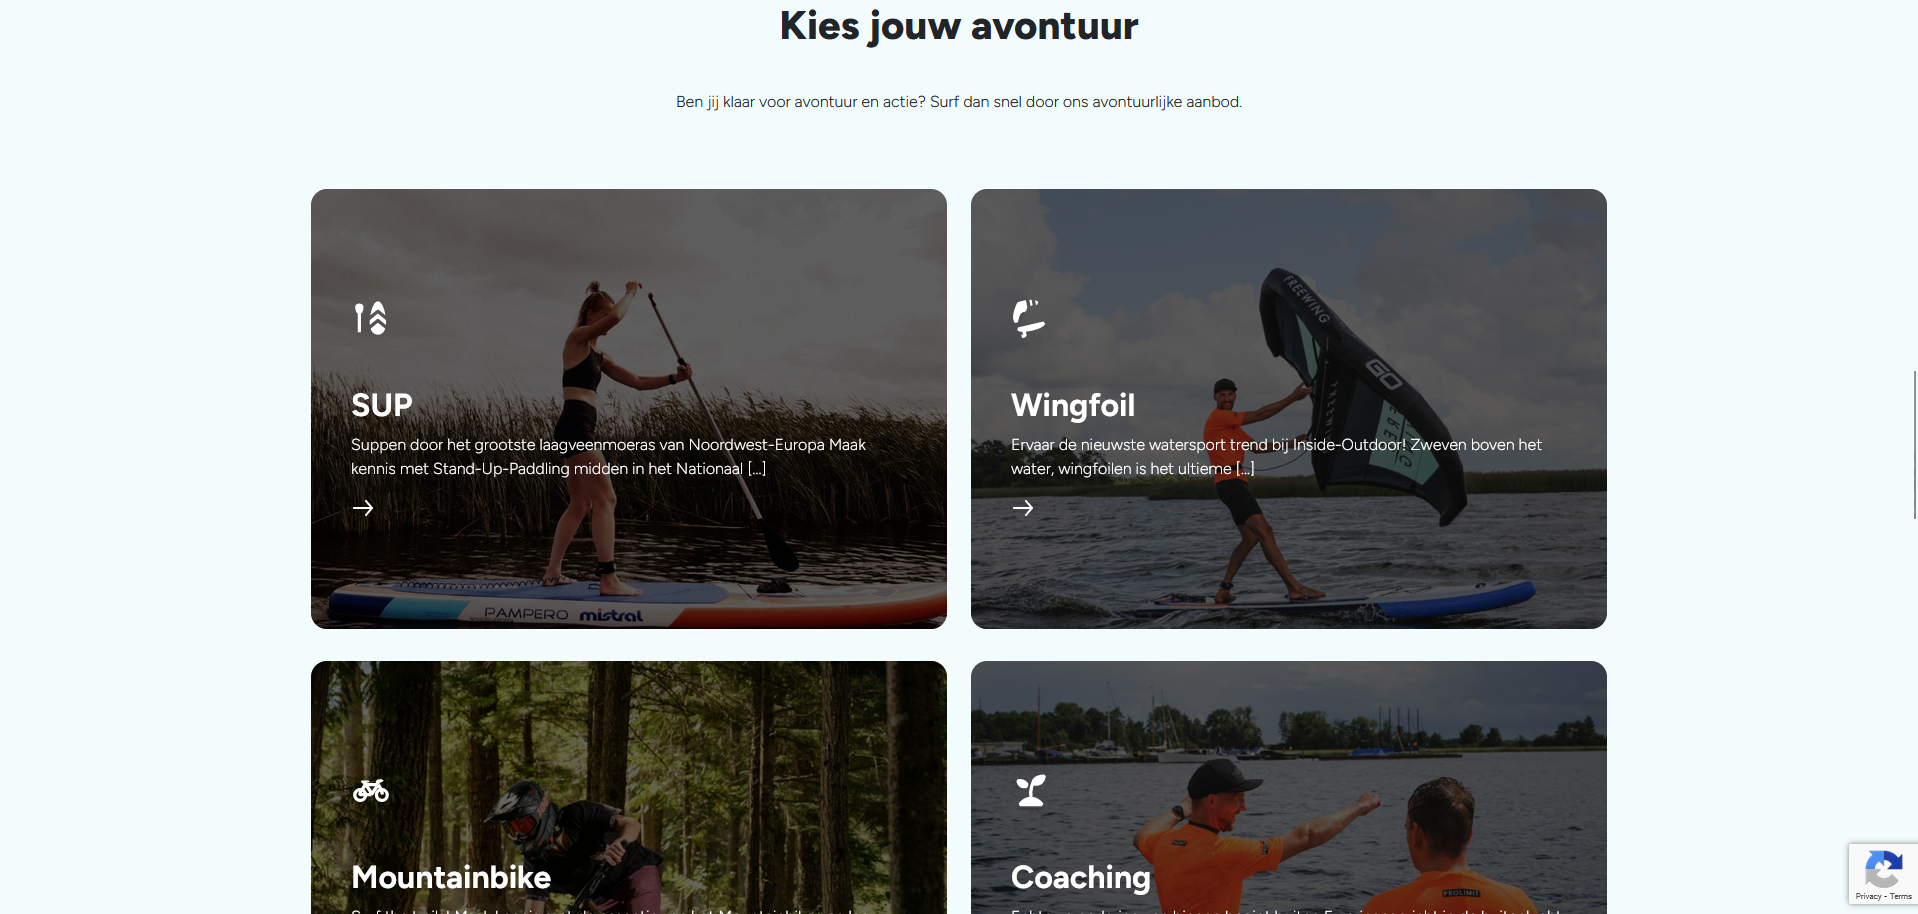 Kies jouw avontuur
Ben jij klaar voor avontuur en actie? Surf dan snel door ons avontuurlijke aanbod.
SUP
Suppen door het grootste laagveenmoeras van Noordwest-Europa Maak
kennis met Stand-Up-Paddling midden in het Nationaal [...]
PAMPERO mistral
FREEWING
GO
Wingfoil
Ervaar de nieuwste watersport trend bij Inside-Outdoor! Zweven boven het
water, wingfoilen is het ultieme [...]
Mountainbike
Coaching
PROLIMIT
Privacy - Terms